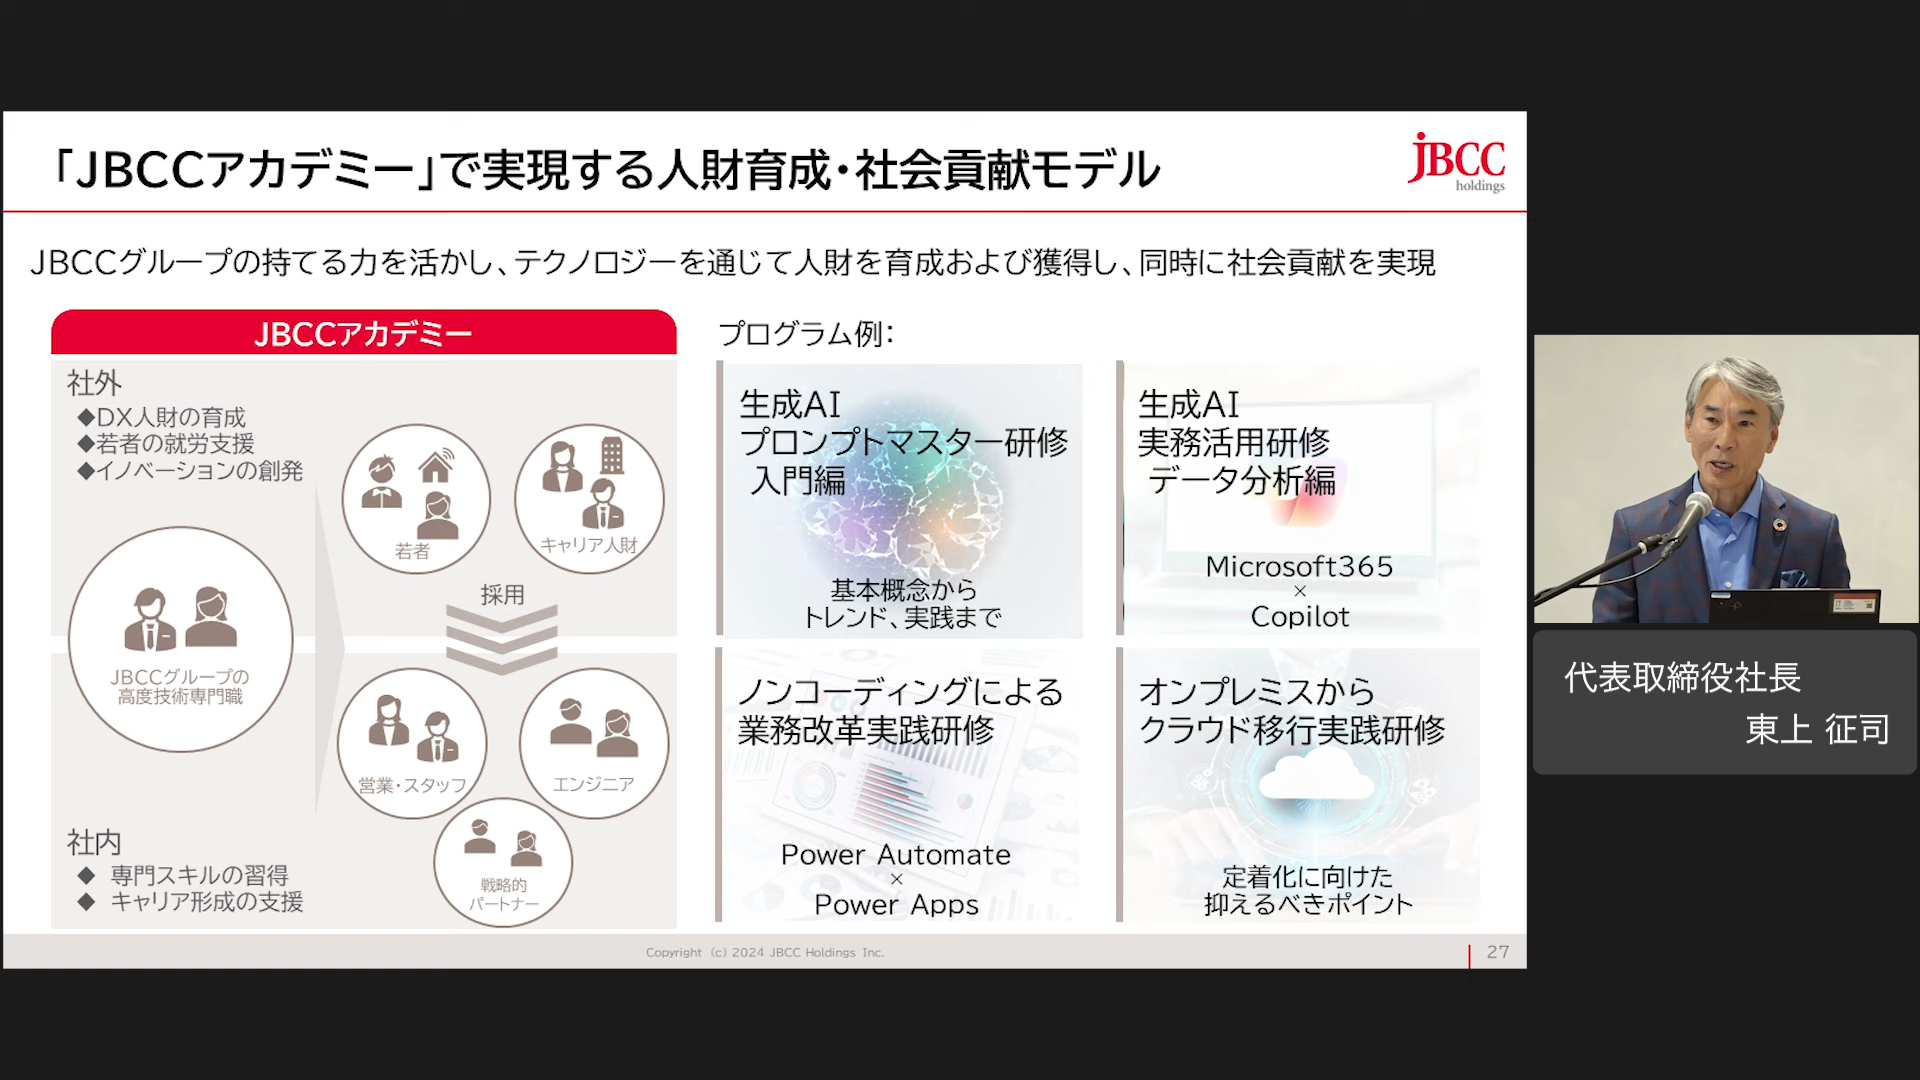 「JBCCアカデミー」で実現する人財育成・社会貢献モデル
JBCC
holdings
JBCCグループの持てる力を活かし、テクノロジーを通じて人財を育成および獲得し、同時に社会貢献を実現
JBCCアカデミー
社外
◆DX人財の育成
◆若者の就労支援
◆イノベーションの創発
若者
キャリア人財
採用
JBCCグループの
高度技術専門職
営業・スタッフ
エンジニア
戦略的
パートナー
社内
◆ 専門スキルの習得
◆ キャリア形成の支援
プログラム例：
生成AI
プロンプトマスター研修
入門編
基本概念から
トレンド、実践まで
生成AI
実務活用研修
データ分析編
Microsoft365
×
Copilot
ノンコーディングによる
業務改革実践研修
Power Automate
×
Power Apps
オンプレミスから
クラウド移行実践研修
定着化に向けた
抑えるべきポイント
Copyright (c) 2024 JBCC Holdings Inc.
27
代表取締役社長
東上 征司